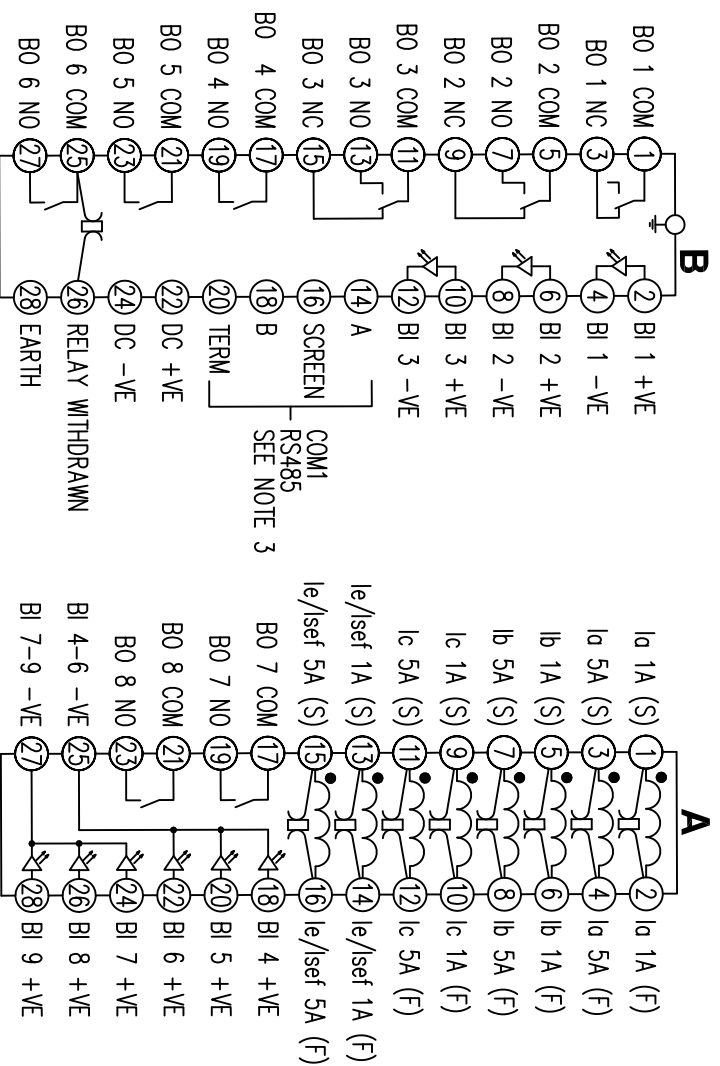 B
BO 1 COM 1 2 BI 1 +VE
BO 1 NC 3 4 BI 1 -VE
BO 2 COM 5 6 BI 2 +VE
BO 2 NO 7 8 BI 2 -VE
BO 2 NC 9 10 BI 3 +VE
BO 3 COM 11 12 BI 3 -VE
BO 3 NO 13 14 A
BO 3 NC 15 16 SCREEN
BO 4 COM 17 18 B
BO 4 NO 19 20 TERM
COM1
RS485
SEE NOTE 3
BO 5 COM 21 22 DC +VE
BO 5 NO 23 24 DC -VE
BO 6 COM 25 26 RELAY WITHDRAWN
BO 6 NO 27 28 EARTH
A
Ia 1A (S) 1 2 Ia 1A (F)
Ia 5A (S) 3 4 Ia 5A (F)
Ib 1A (S) 5 6 Ib 1A (F)
Ib 5A (S) 7 8 Ib 5A (F)
Ic 1A (S) 9 10 Ic 1A (F)
Ic 5A (S) 11 12 Ic 5A (F)
Ie/Isef 1A (S) 13 14 Ie/Isef 1A (F)
Ie/Isef 5A (S) 15 16 Ie/Isef 5A (F)
BO 7 COM 17 18 BI 4 +VE
BO 7 NO 19 20 BI 5 +VE
BO 8 COM 21 22 BI 6 +VE
BO 8 NO 23 24 BI 7 +VE
BI 4-6 -VE 25 26 BI 8 +VE
BI 7-9 -VE 27 28 BI 9 +VE